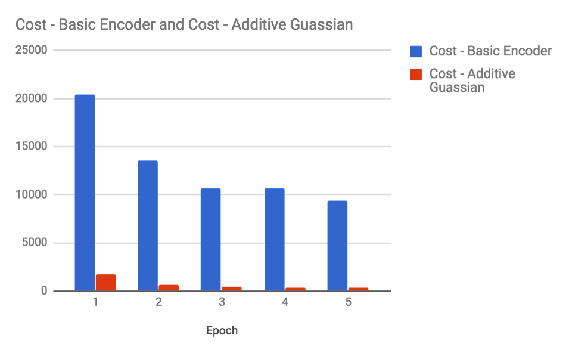 Cost - Basic Encoder and Cost - Additive Guassian
25000
20000
15000
10000
5000
0
1 2 3 4 5
Epoch
Cost - Basic Encoder
Cost - Additive
Guassian